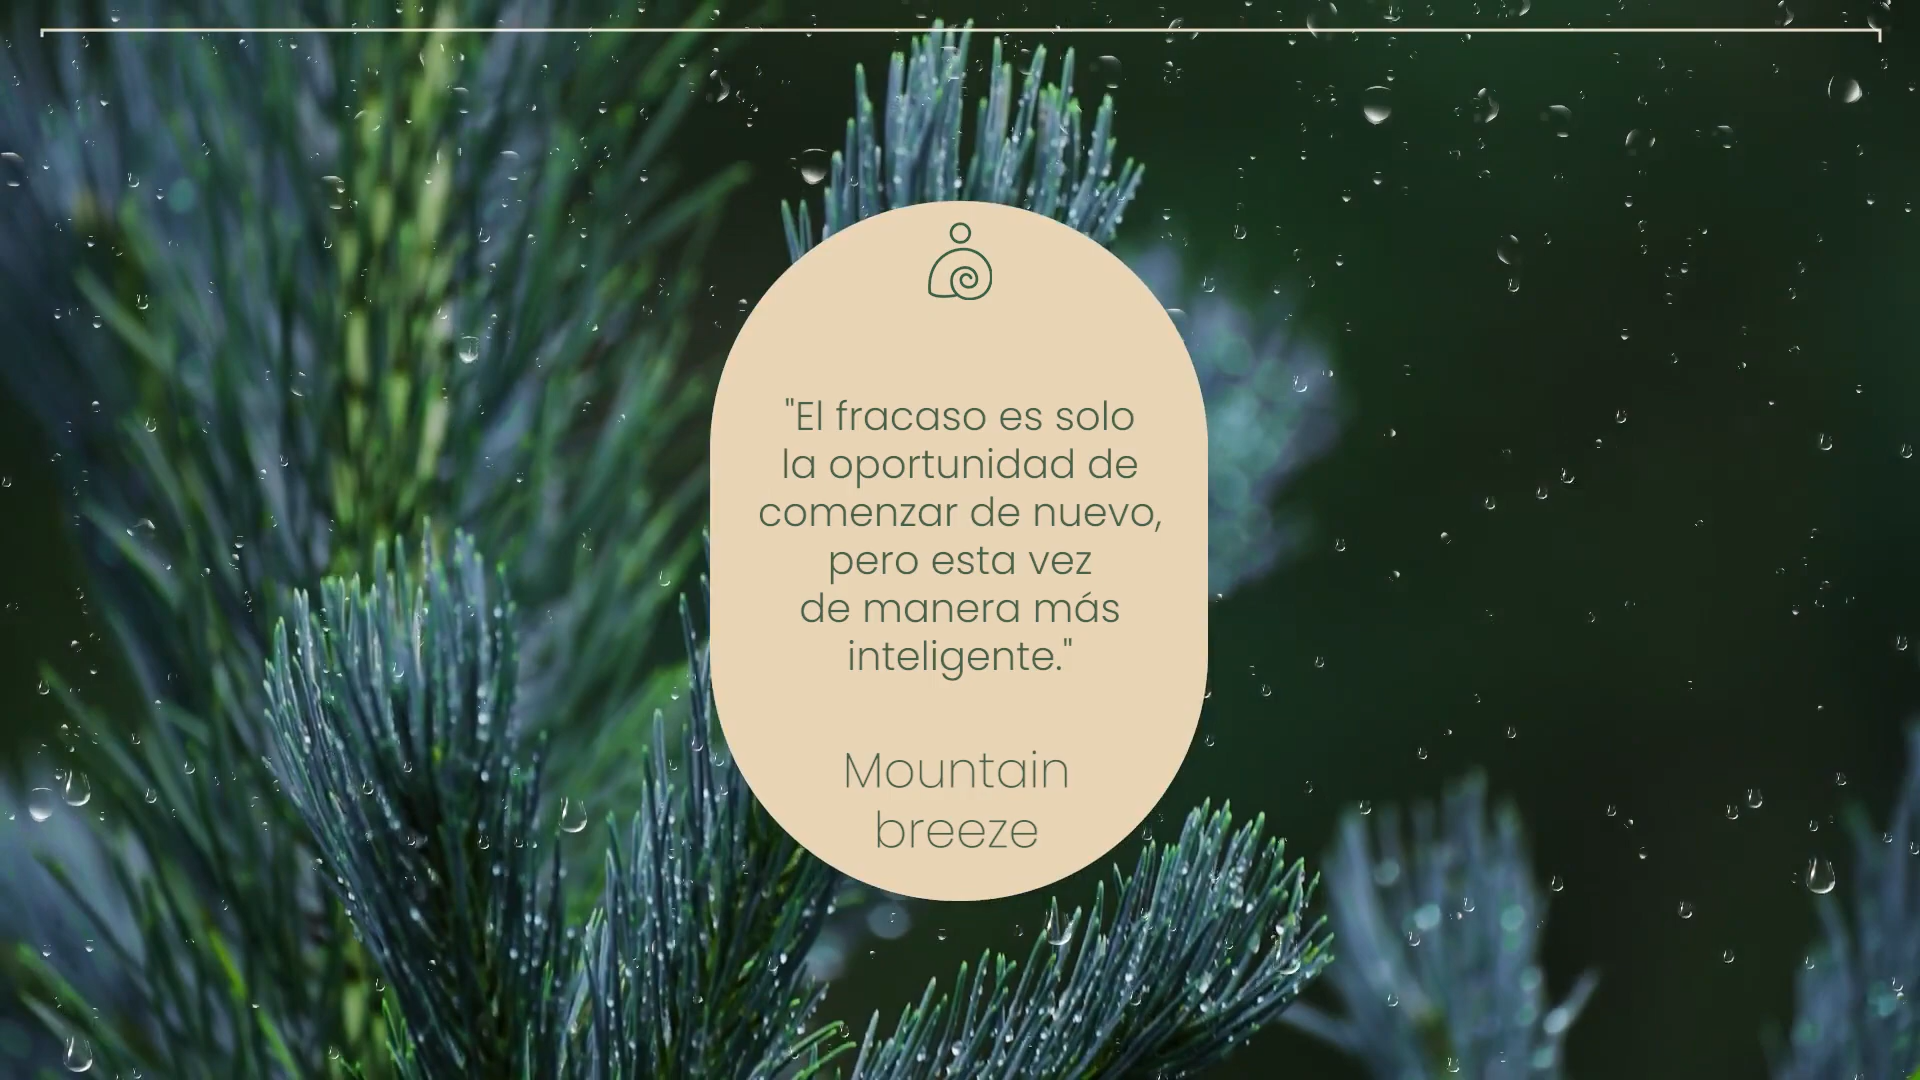 "El fracaso es solo
la oportunidad de
comenzar de nuevo,
pero esta vez
de manera más
inteligente."
Mountain
breeze